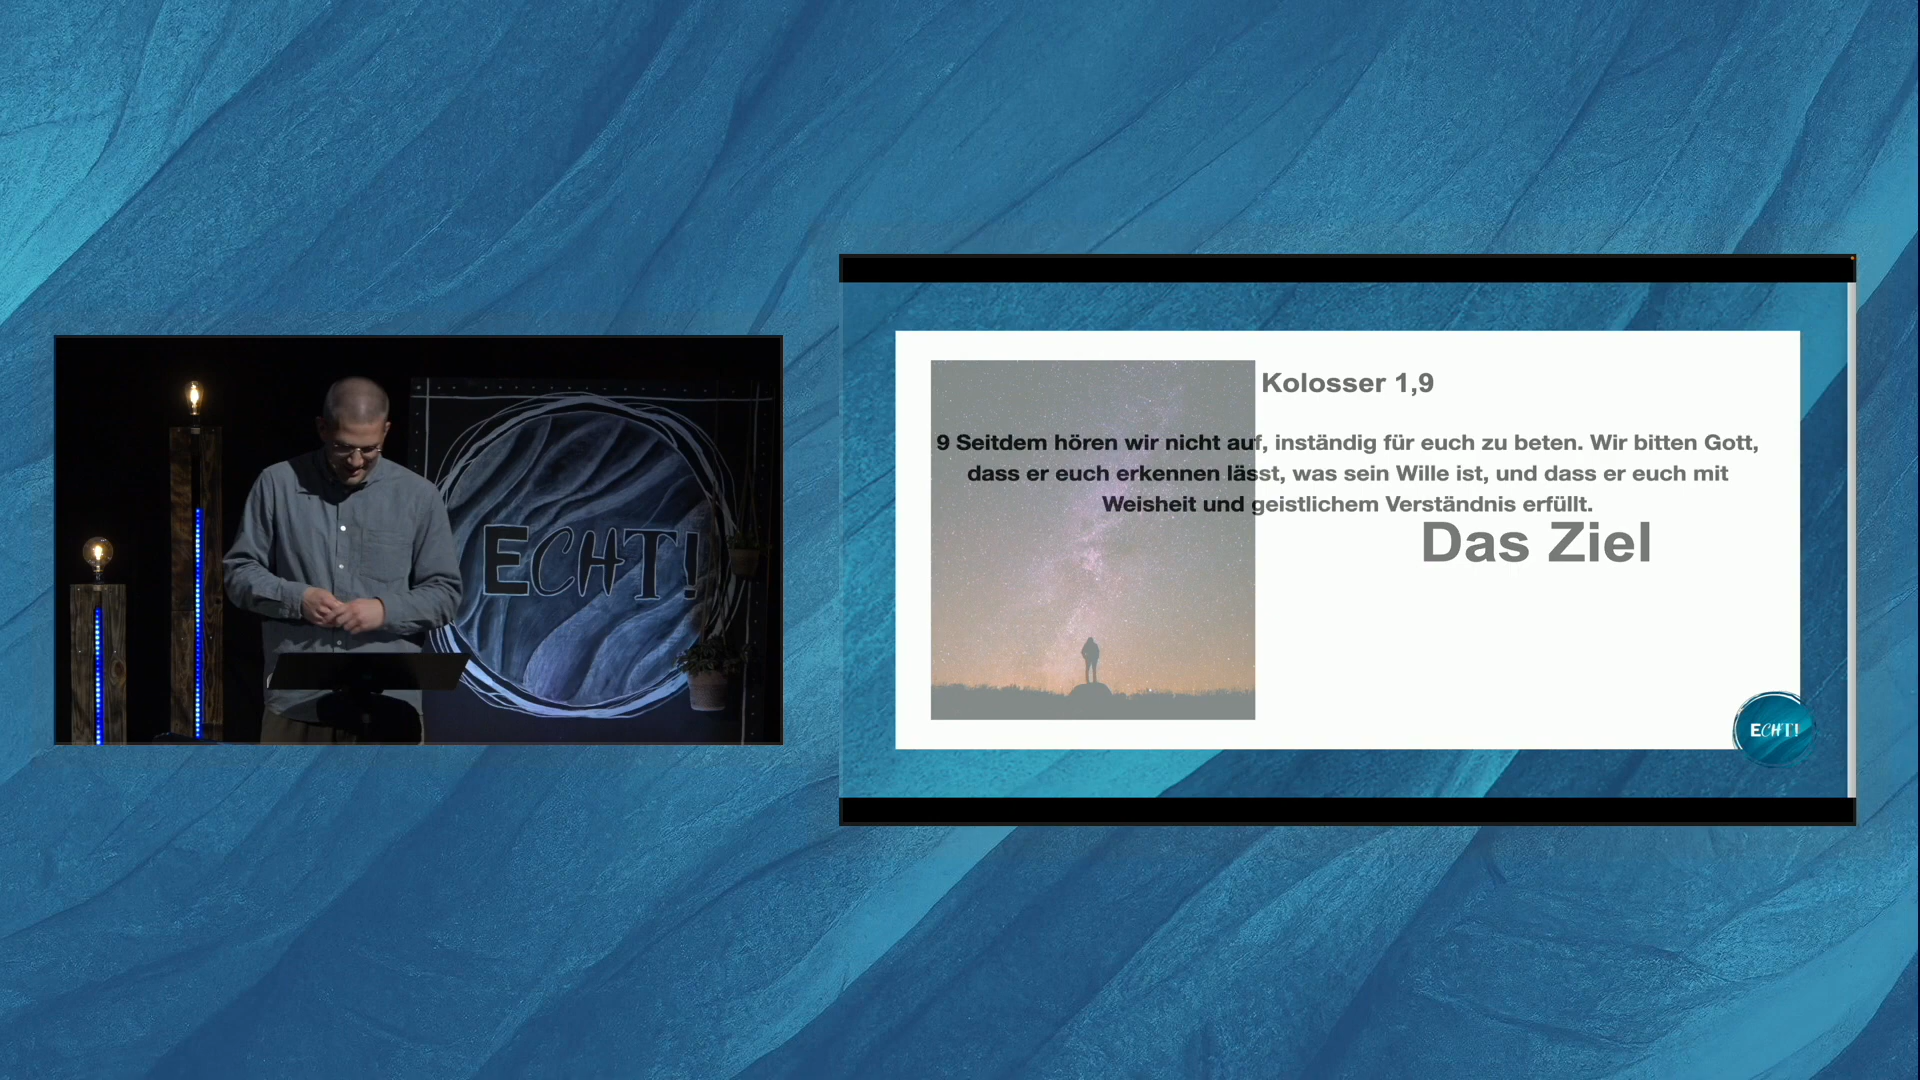 ECHT!
Kolosser 1,9
9 Seitdem hören wir nicht auf, inständig für euch zu beten. Wir bitten Gott,
dass er euch erkennen lässt, was sein Wille ist, und dass er euch mit
Weisheit und geistlichem Verständnis erfüllt.
Das Ziel
ECHT!